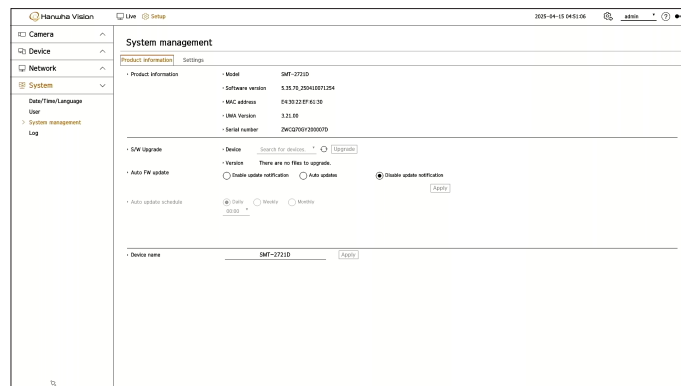 Hanwha Vision
Live
Setup
2025-04-15 04:51:06
admin
Camera
Device
Network
System
Date/Time/Language
User
System management
Log
System management
Product information
Settings
Product information
Model SMT-2721D
Software version 5.35.70_250410071254
MAC address E4:30:22:EF:61:30
UWA Version 3.21.00
Serial number ZWCQ70GY200007D
S/W Upgrade
Device Search for devices. Upgrade
Version There are no files to upgrade.
Auto FW update
Enable update notification Auto updates Disable update notification
Apply
Auto update schedule
Daily Weekly Monthly
00:00
Device name SMT-2721D Apply